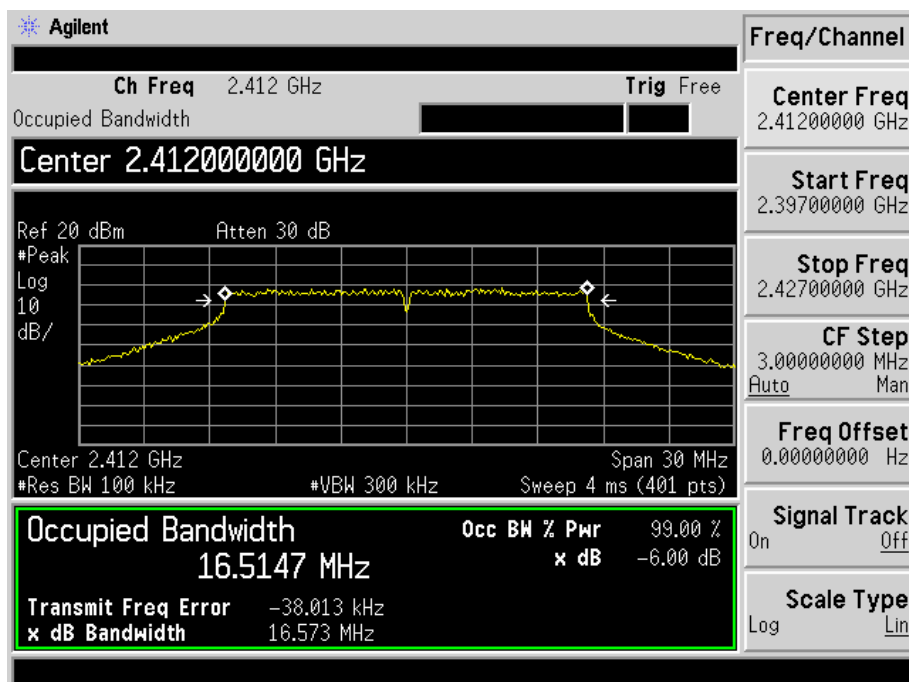 Agilent
Ch Freq 2.412 GHz Trig Free
Occupied Bandwidth
Center 2.412000000 GHz
Ref 20 dBm Atten 30 dB
#Peak
Log
10
dB/
Center 2.412 GHz Span 30 MHz
#Res BW 100 kHz #VBW 300 kHz Sweep 4 ms (401 pts)
Occupied Bandwidth
16.5147 MHz
Occ BW % Pwr 99.00 %
x dB -6.00 dB
Transmit Freq Error -38.013 kHz
x dB Bandwidth 16.573 MHz
Freq/Channel
Center Freq
2.41200000 GHz
Start Freq
2.39700000 GHz
Stop Freq
2.42700000 GHz
CF Step
3.00000000 MHz
Auto Man
Freq Offset
0.00000000 Hz
Signal Track
On Off
Scale Type
Log Lin